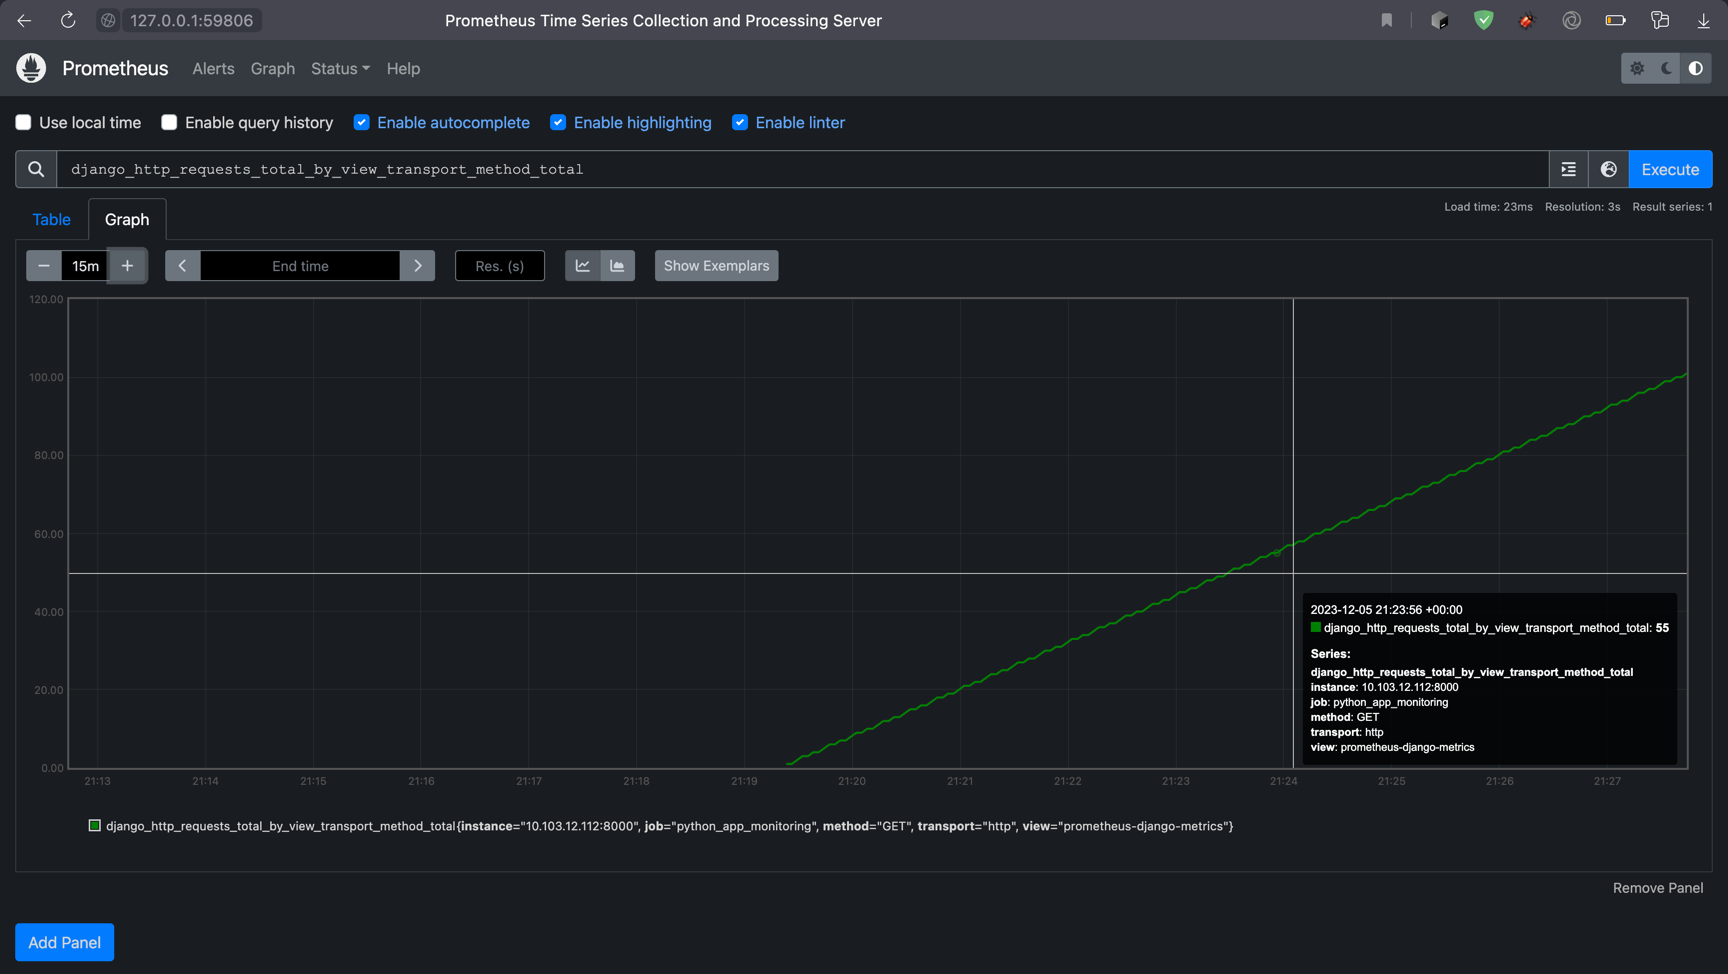 127.0.0.1:59806 Prometheus Time Series Collection and Processing Server
Prometheus Alerts Graph Status Help
Use local time Enable query history Enable autocomplete Enable highlighting Enable linter
django_http_requests_total_by_view_transport_method_total Execute
Table Graph Load time: 23ms Resolution: 3s Result series: 1
− 15m + End time Res. (s) Show Exemplars
120.00
100.00
80.00
60.00
40.00
20.00
0.00
2023-12-05 21:23:56 +00:00
django_http_requests_total_by_view_transport_method_total: 55
Series:
django_http_requests_total_by_view_transport_method_total
instance: 10.103.12.112:8000
job: python_app_monitoring
method: GET
transport: http
view: prometheus-django-metrics
21:13 21:14 21:15 21:16 21:17 21:18 21:19 21:20 21:21 21:22 21:23 21:24 21:25 21:26 21:27
django_http_requests_total_by_view_transport_method_total{instance="10.103.12.112:8000", job="python_app_monitoring", method="GET", transport="http", view="prometheus-django-metrics"}
Remove Panel
Add Panel